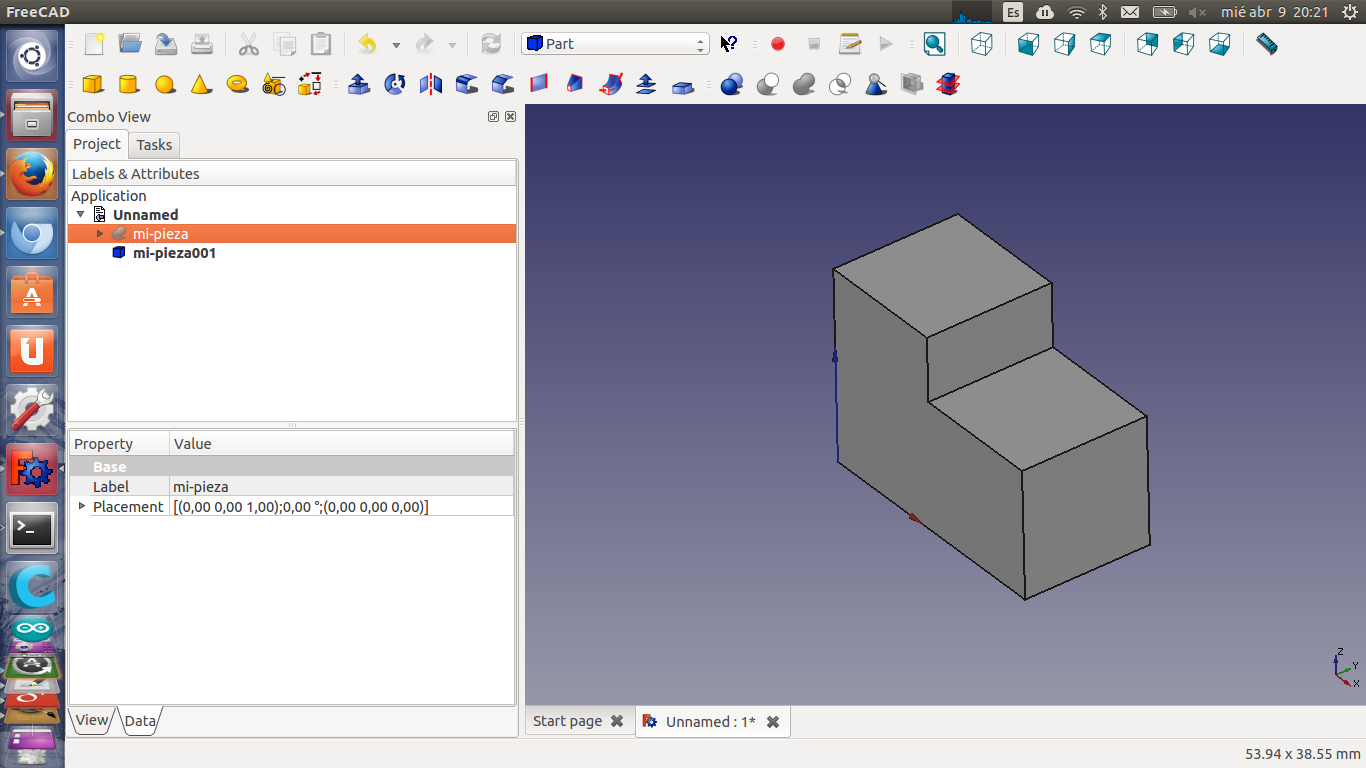 FreeCAD
Es
mié abr 9 20:21
Part
Combo View
Project
Tasks
Labels & Attributes
Application
Unnamed
mi-pieza
mi-pieza001
Property Value
Base
Label mi-pieza
Placement [(0,00 0,00 1,00);0,00 °;(0,00 0,00 0,00)]
Z
Y
X
View
Data
Start page
Unnamed : 1*
53.94 x 38.55 mm